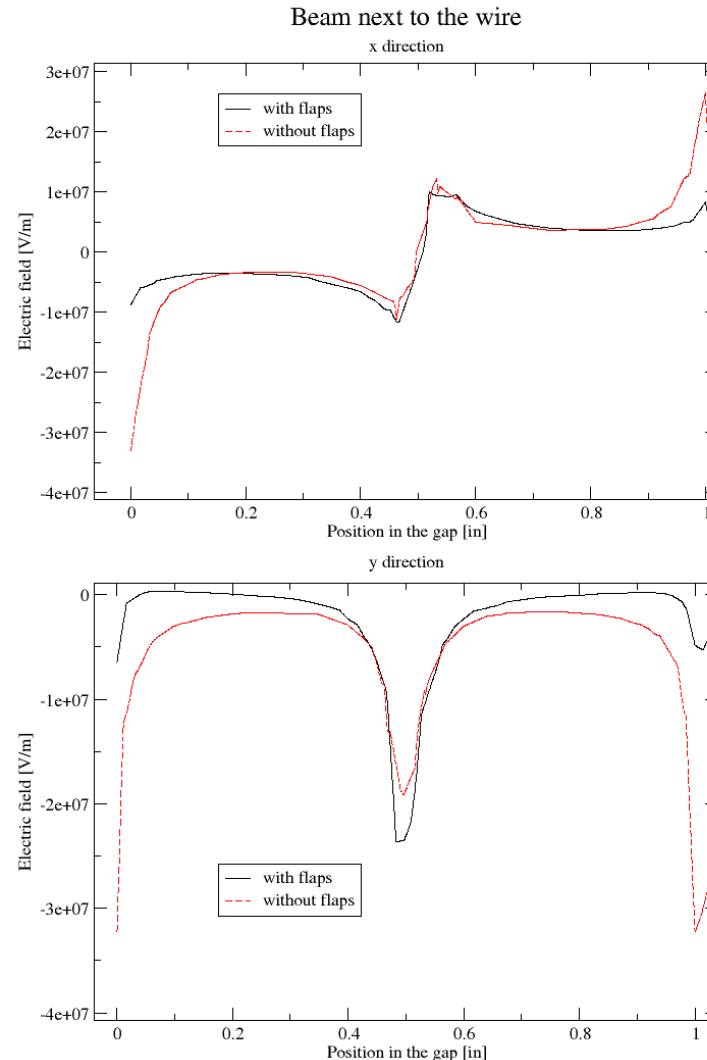 Beam next to the wire
x direction
with flaps
without flaps
3e+07
2e+07
1e+07
0
-1e+07
-2e+07
-3e+07
-4e+07
Electric field [V/m]
0 0.2 0.4 0.6 0.8 1
Position in the gap [in]
y direction
0
-1e+07
-2e+07
-3e+07
-4e+07
Electric field [V/m]
with flaps
without flaps
0 0.2 0.4 0.6 0.8 1
Position in the gap [in]